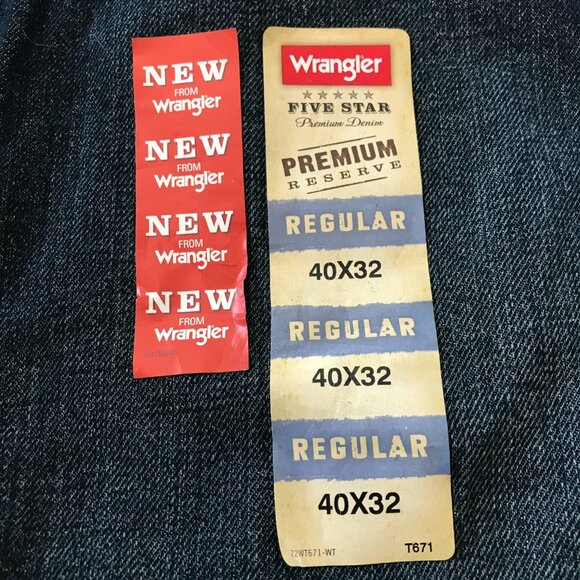 NEW
FROM
Wrangler
NEW
FROM
Wrangler
NEW
FROM
Wrangler
NEW
FROM
Wrangler
Wrangler
FIVE STAR
Premium Denim
PREMIUM
RESERVE
REGULAR
40X32
REGULAR
40X32
REGULAR
40X32
72WT671-WT
T671